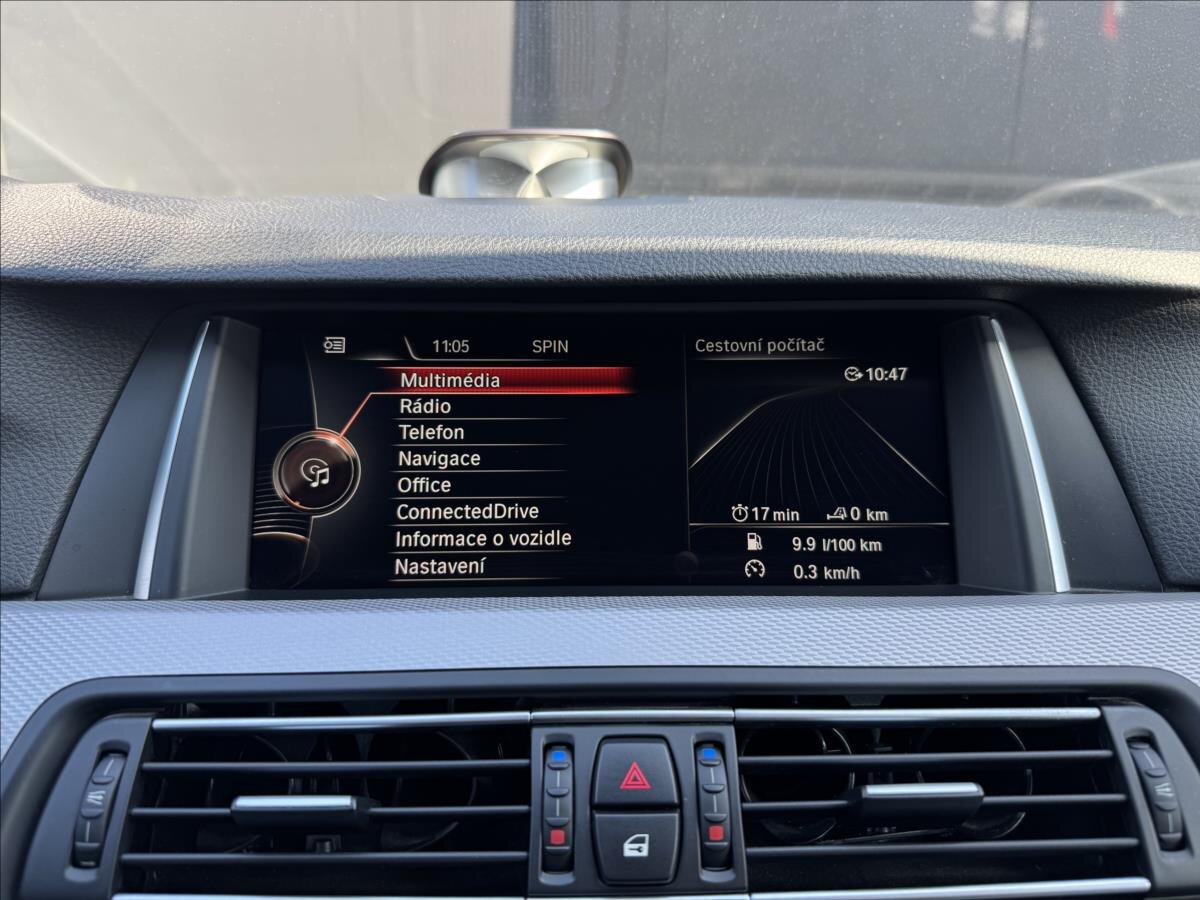 11:05 SPIN
Multimédia
Rádio
Telefon
Navigace
Office
ConnectedDrive
Informace o vozidle
Nastavení
Cestovní počítač
10:47
17 min 0 km
9.9 l/100 km
0.3 km/h